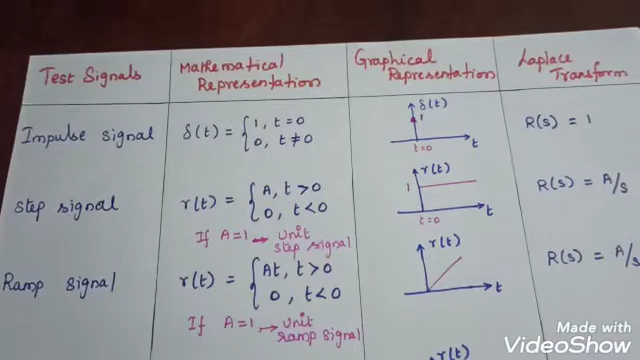 Test Signals
Mathematical Representation
Graphical Representation
Laplace Transform
Impulse signal
δ(t) = { 1, t=0
0, t≠0
δ(t)
1
t
t=0
R(s) = 1
Step signal
r(t) = { A, t>0
0, t<0
If A=1 → unit step signal
r(t)
1
t
t=0
R(s) = A/s
Ramp signal
r(t) = { At, t>0
0, t<0
If A=1 → unit ramp signal
r(t)
t
R(s) = A/s
r(t)
Made with
VideoShow